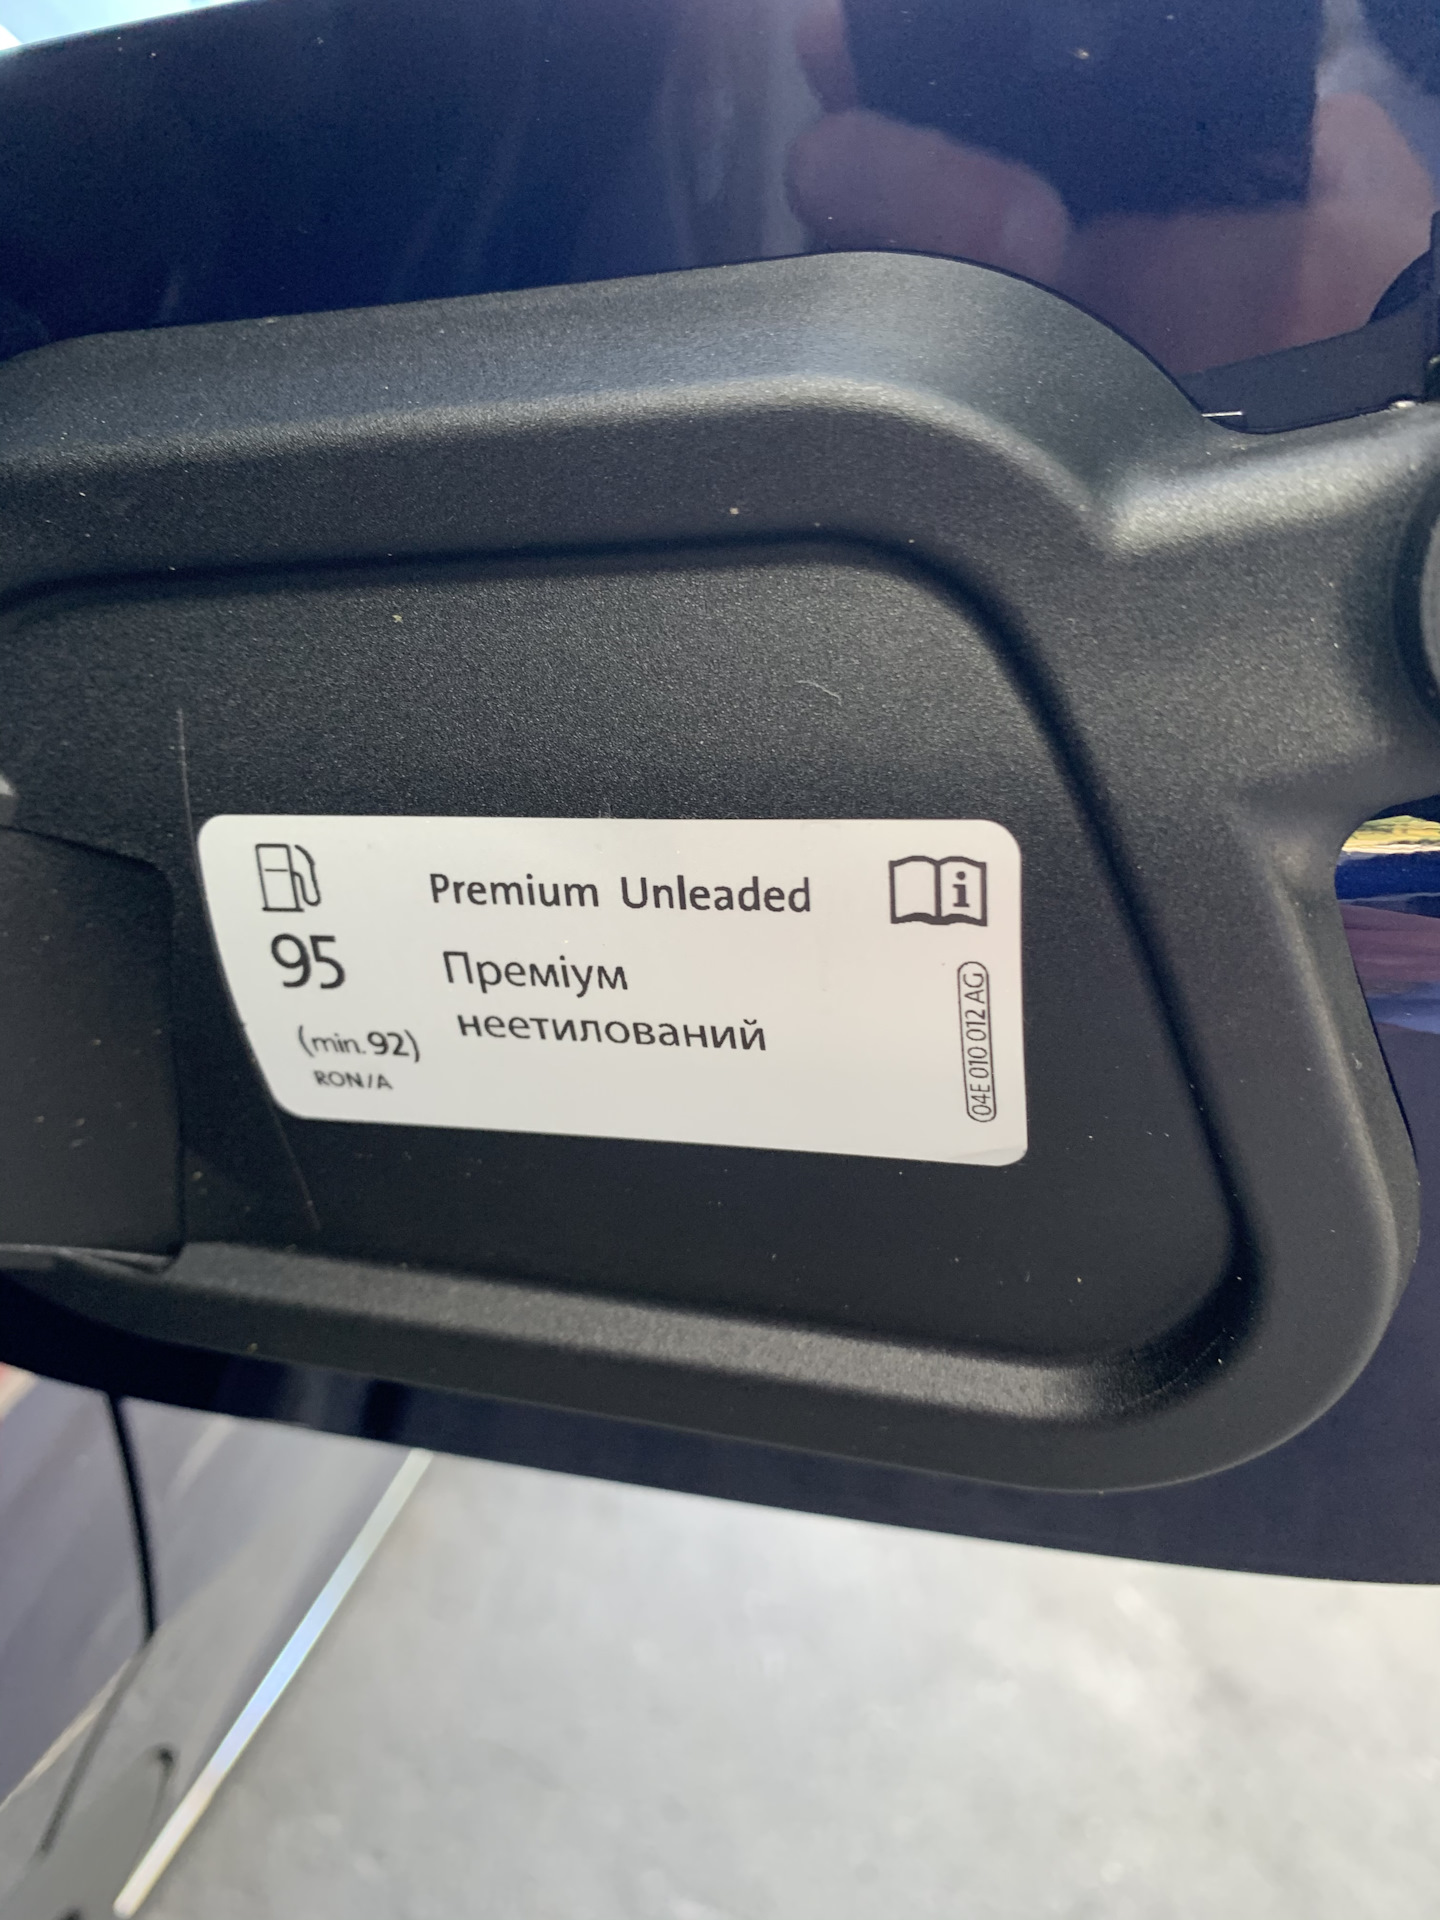 Premium Unleaded
95
Преміум
неетилований
(min.92)
RON/A
04E 010 012 AG